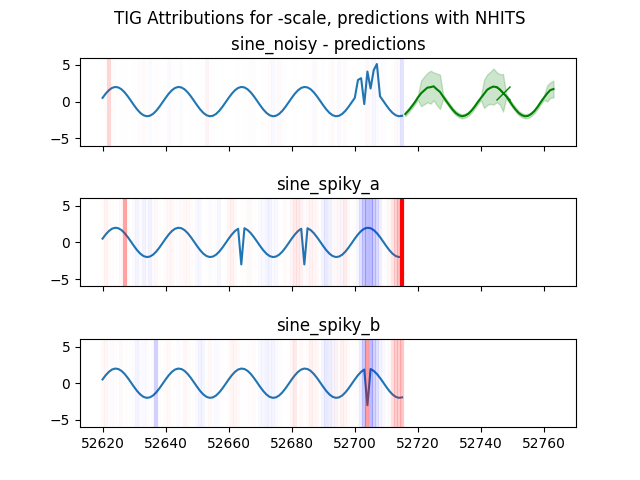 TIG Attributions for -scale, predictions with NHITS
sine_noisy - predictions
5
0
−5
sine_spiky_a
5
0
−5
sine_spiky_b
5
0
−5
52620 52640 52660 52680 52700 52720 52740 52760